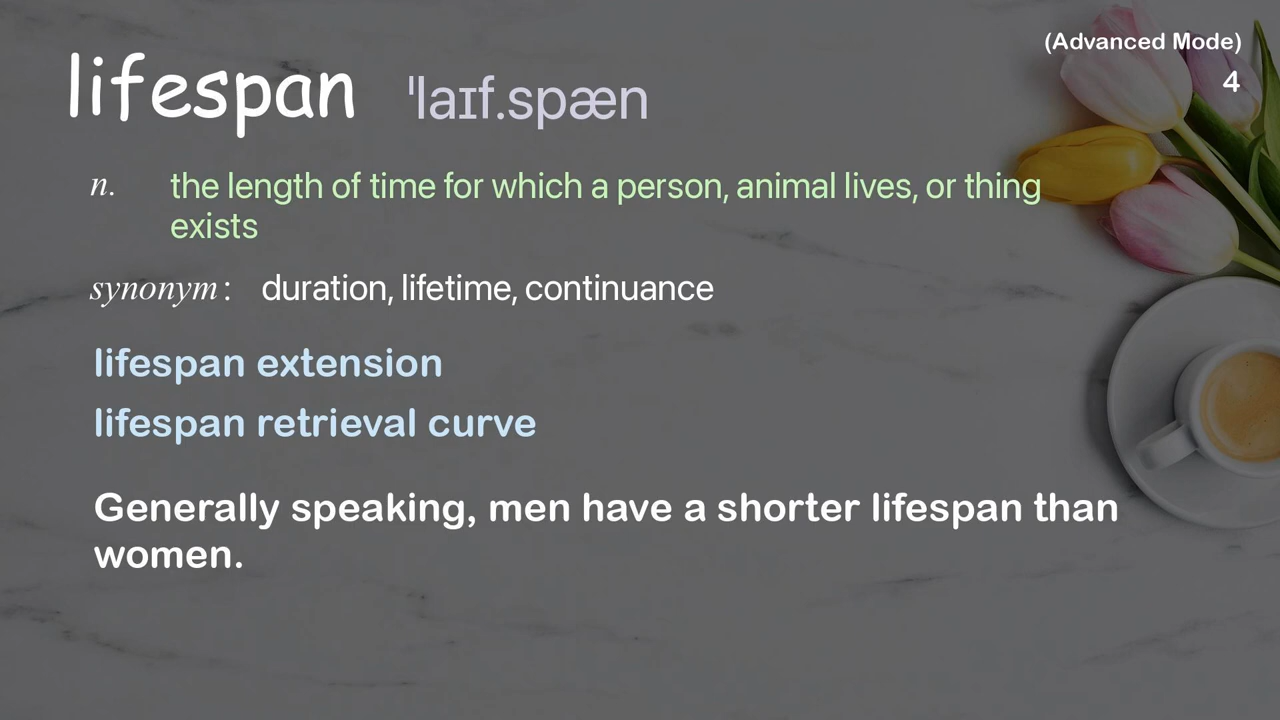 (Advanced Mode)
4
lifespan ˈlaɪf.spæn
n. the length of time for which a person, animal lives, or thing
exists
synonym: duration, lifetime, continuance
lifespan extension
lifespan retrieval curve
Generally speaking, men have a shorter lifespan than
women.